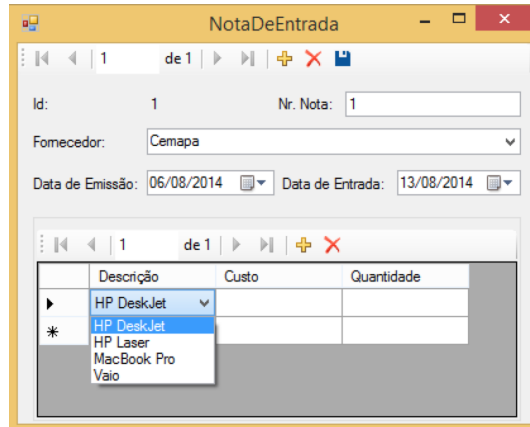 NotaDeEntrada
1 de 1
Id: 1 Nr. Nota: 1
Fornecedor: Cemapa
Data de Emissão: 06/08/2014 Data de Entrada: 13/08/2014
1 de 1
Descrição Custo Quantidade
HP DeskJet
HP DeskJet
HP Laser
MacBook Pro
Vaio